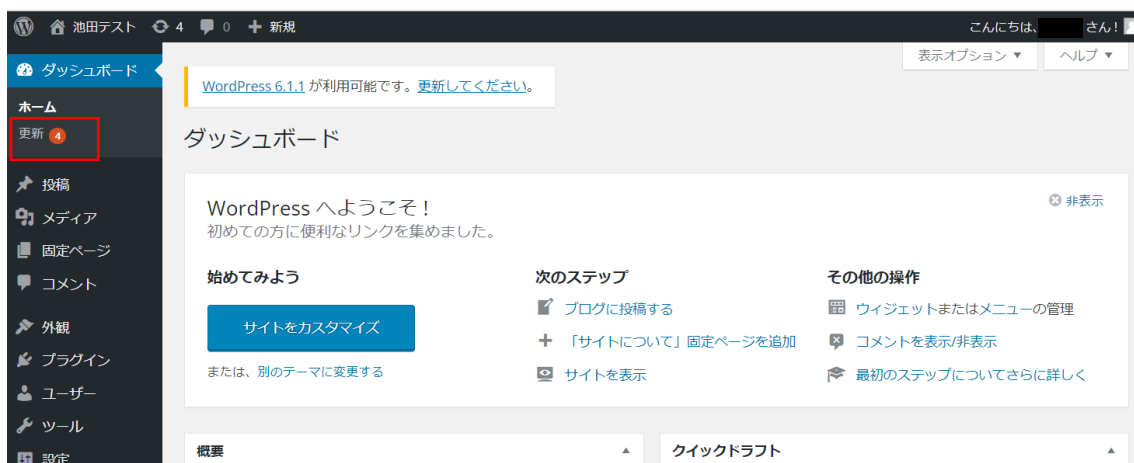 池田テスト 4 0 新規 こんにちは、 さん!
ダッシュボード
ホーム
更新 4
投稿
メディア
固定ページ
コメント
外観
プラグイン
ユーザー
ツール
設定
表示オプション ▼ ヘルプ ▼
WordPress 6.1.1 が利用可能です。更新してください。
ダッシュボード
WordPress へようこそ !
非表示
初めての方に便利なリンクを集めました。
始めてみよう
サイトをカスタマイズ
または、別のテーマに変更する
次のステップ
ブログに投稿する
「サイトについて」固定ページを追加
サイトを表示
その他の操作
ウィジェットまたはメニューの管理
コメントを表示/非表示
最初のステップについてさらに詳しく
概要
クイックドラフト